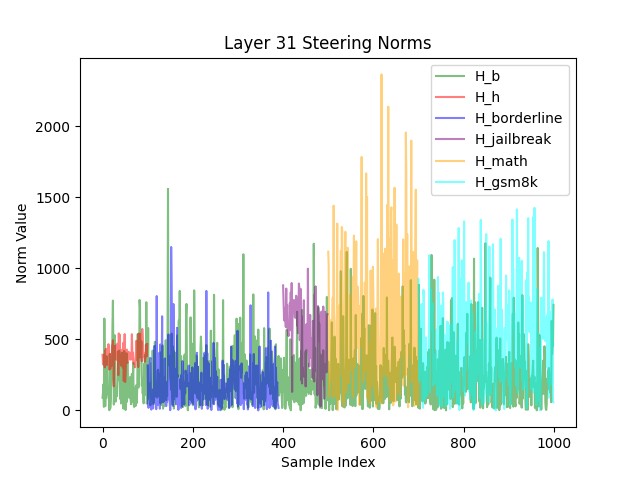 Layer 31 Steering Norms
H_b
H_h
H_borderline
H_jailbreak
H_math
H_gsm8k
Norm Value
2000
1500
1000
500
0
0 200 400 600 800 1000
Sample Index